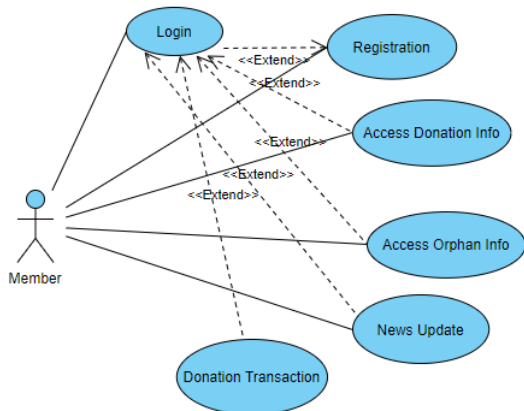 Login
Registration
<<Extend>>
<<Extend>>
Access Donation Info
<<Extend>>
<<Extend>>
<<Extend>>
Access Orphan Info
Member
News Update
Donation Transaction